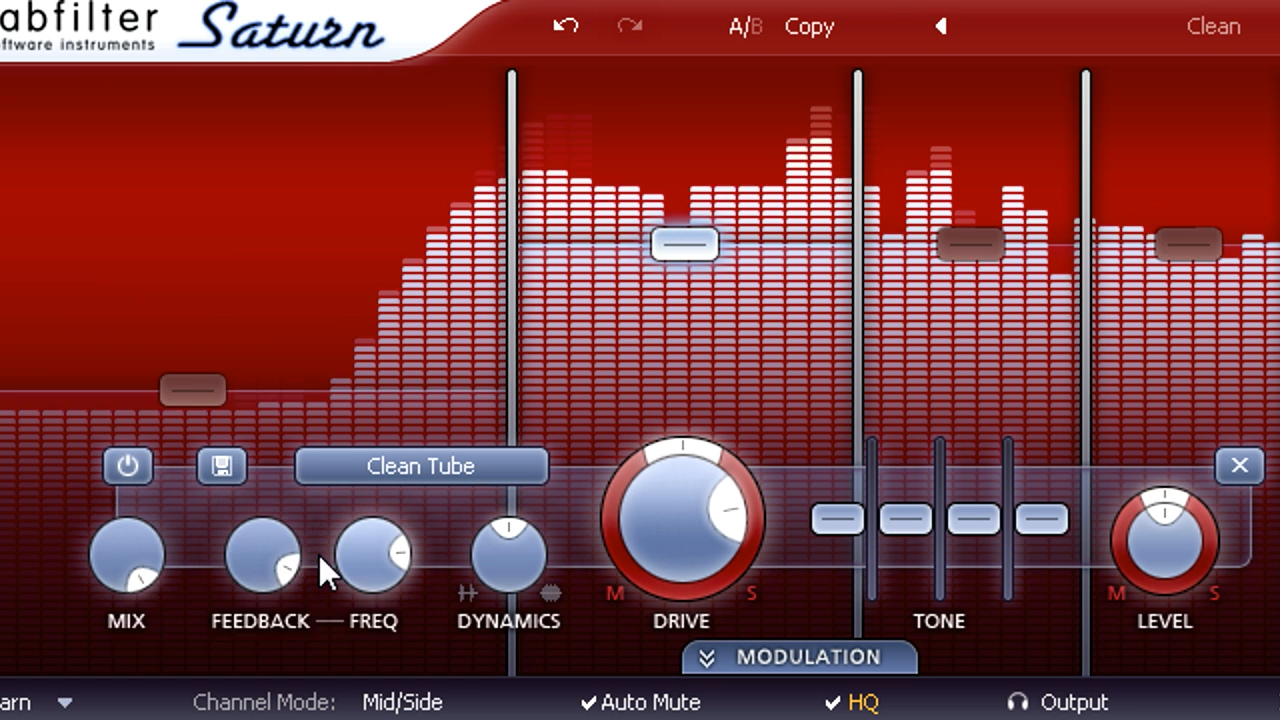 abfilter
ftware instruments
Saturn
A/B Copy
Clean
Clean Tube
MIX
FEEDBACK
FREQ
DYNAMICS
M
S
DRIVE
TONE
M
S
LEVEL
MODULATION
arn
Channel Mode: Mid/Side
Auto Mute
HQ
Output